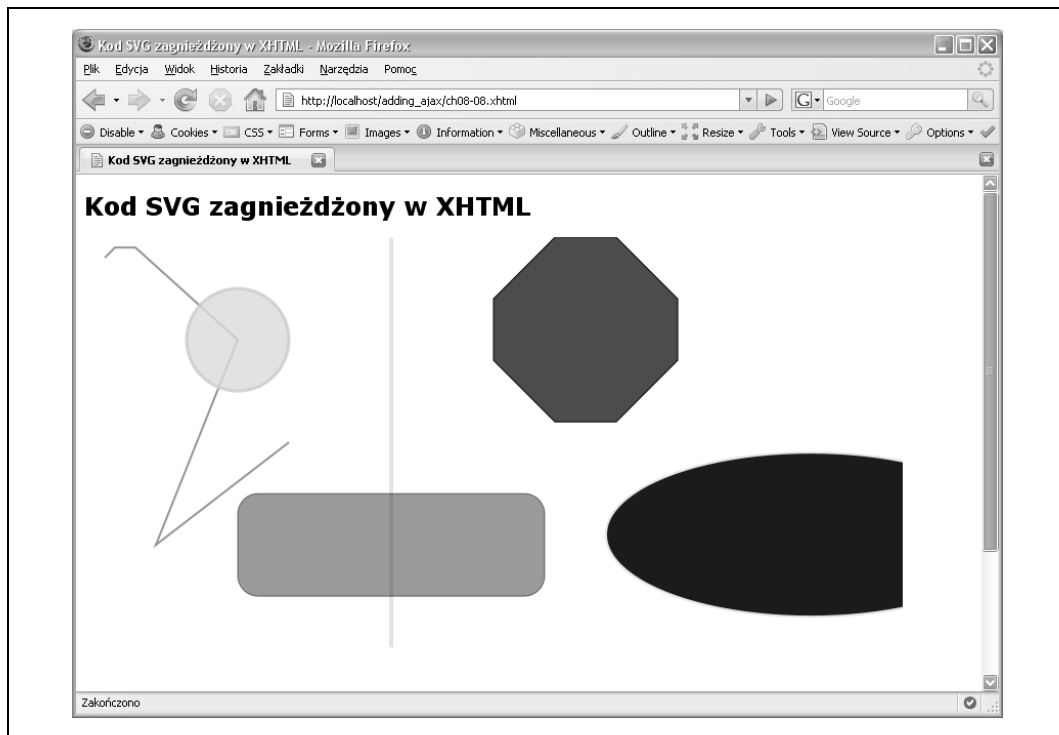 Kod SVG zagnieżdżony w XHTML - Mozilla Firefox
Plik Edycja Widok Historia Zakładki Narzędzia Pomoc
http://localhost/adding_ajax/ch08-08.xhtml G Google
Disable Cookies CSS Forms Images Information Miscellaneous Outline Resize Tools View Source Options
Kod SVG zagnieżdżony w XHTML
Kod SVG zagnieżdżony w XHTML
Zakończono